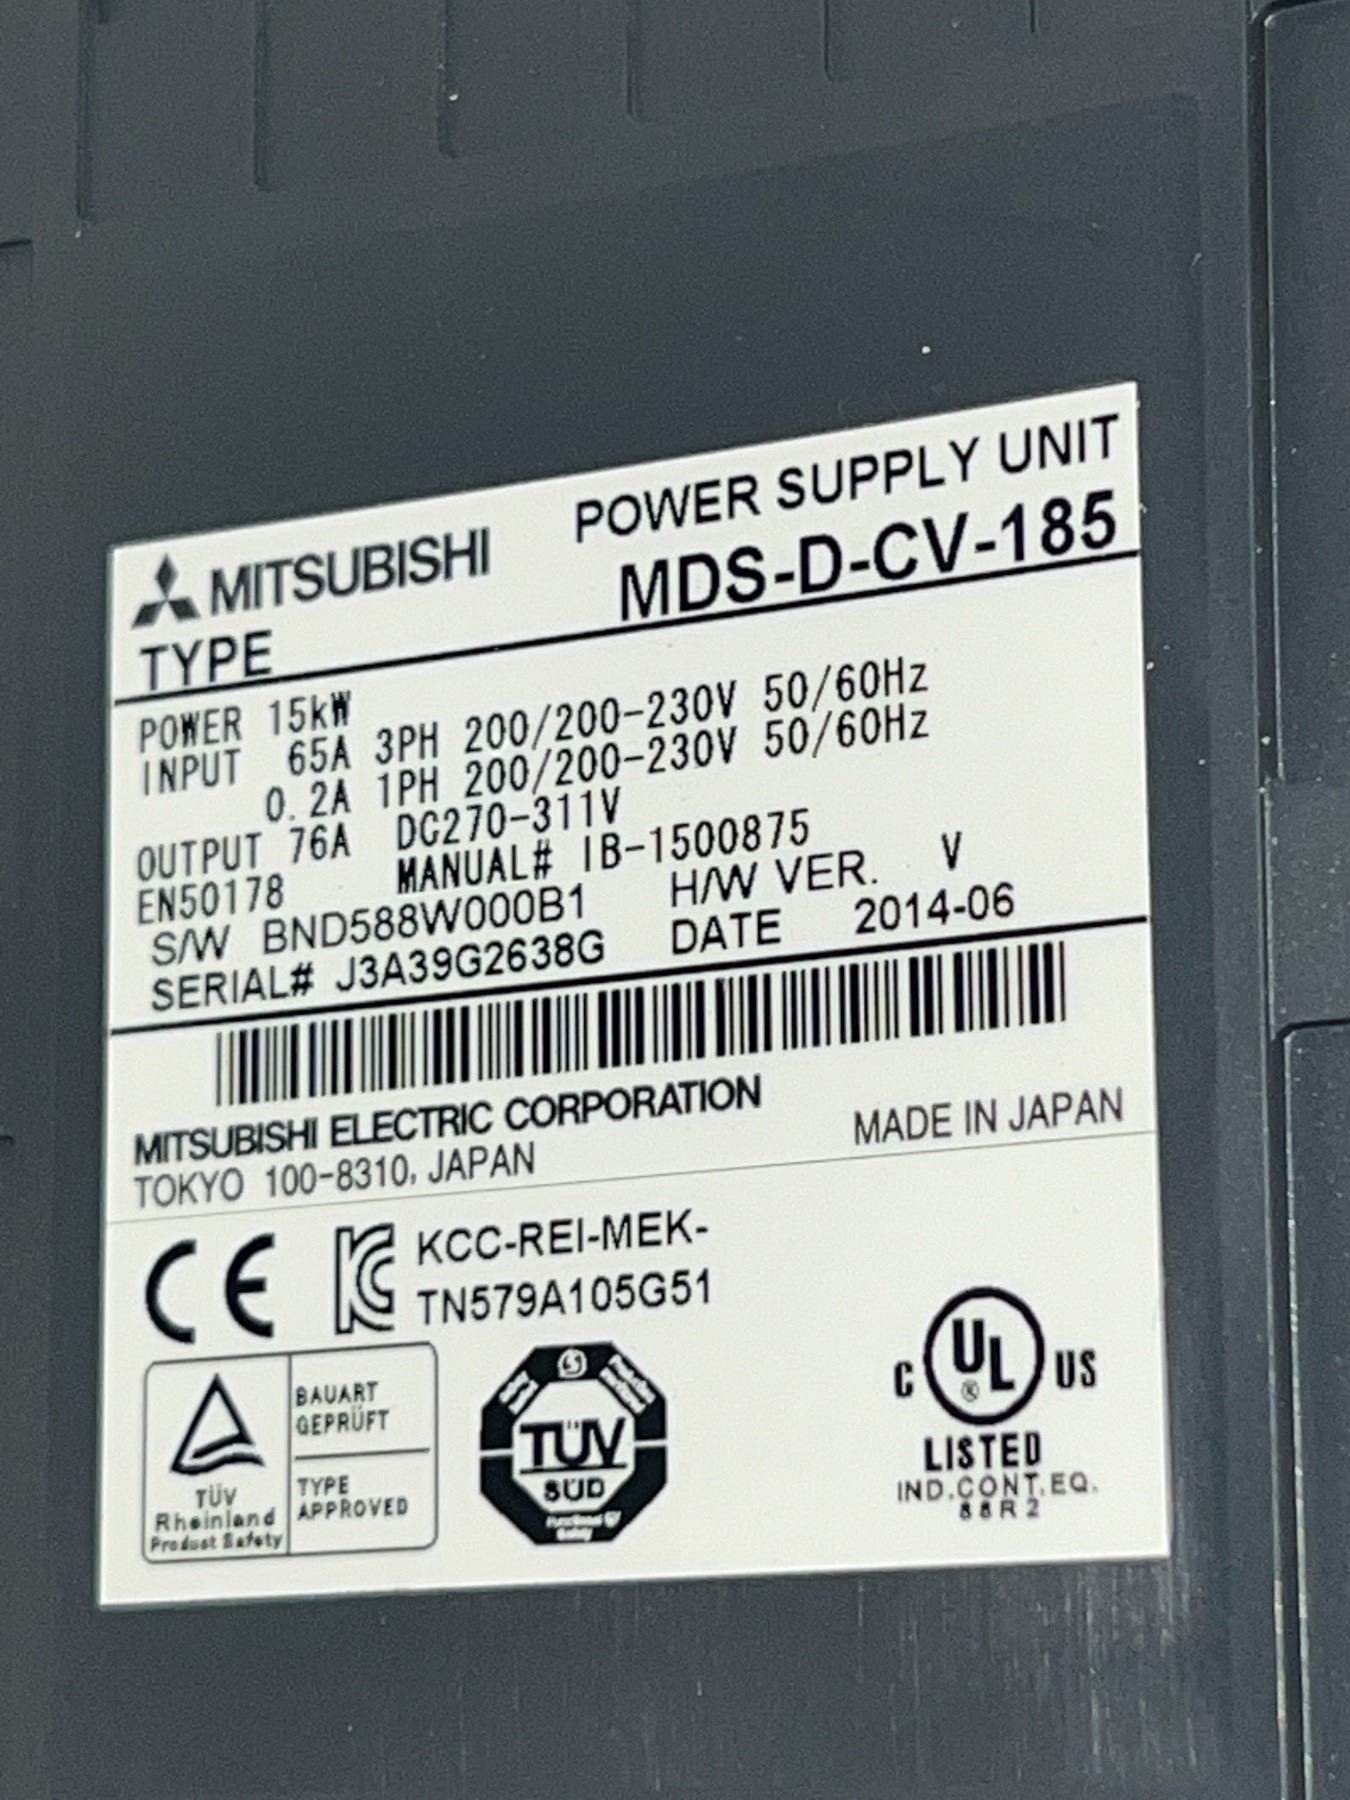 MITSUBISHI POWER SUPPLY UNIT
TYPE MDS-D-CV-185
POWER 15kW
INPUT 65A 3PH 200/200-230V 50/60Hz
0.2A 1PH 200/200-230V 50/60Hz
OUTPUT 76A DC270-311V
EN50178 MANUAL# IB-1500875
S/W BND588W000B1 H/W VER. V
SERIAL# J3A39G2638G DATE 2014-06
MITSUBISHI ELECTRIC CORPORATION
TOKYO 100-8310, JAPAN MADE IN JAPAN
CE KC KCC-REI-MEK-
TN579A105G51
TÜV
Rheinland
Product Safety
BAUART
GEPRÜFT
TYPE
APPROVED
TÜV
SÜD
Functional
Safety
C UL ® US
LISTED
IND.CONT.EQ.
88R2